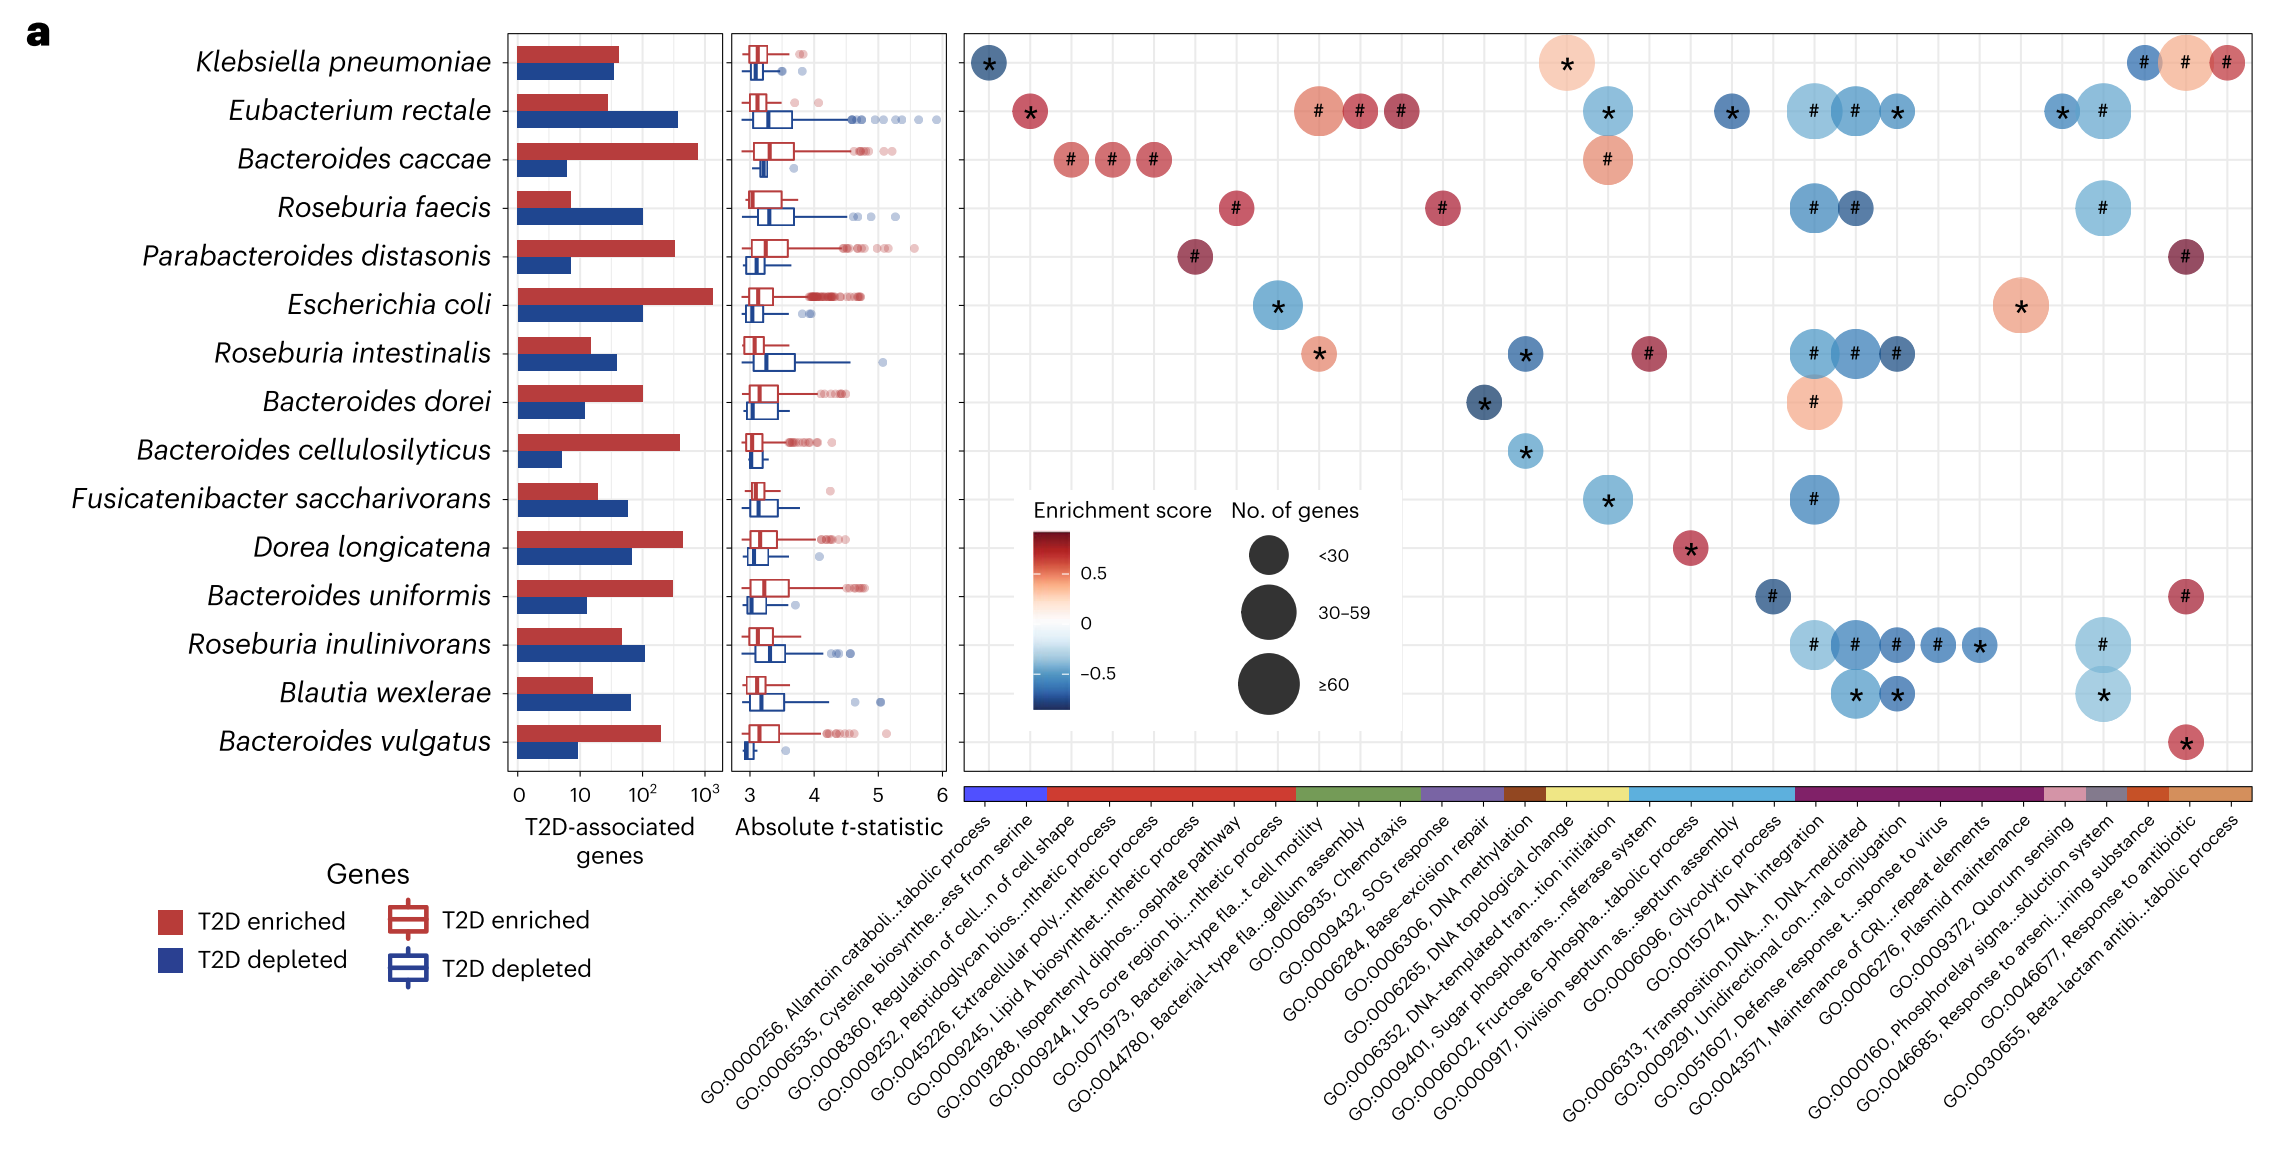 a
Klebsiella pneumoniae
Eubacterium rectale
Bacteroides caccae
Roseburia faecis
Parabacteroides distasonis
Escherichia coli
Roseburia intestinalis
Bacteroides dorei
Bacteroides cellulosilyticus
Fusicatenibacter saccharivorans
Dorea longicatena
Bacteroides uniformis
Roseburia inulinivorans
Blautia wexlerae
Bacteroides vulgatus
* * # # #
* # # # * * # # * * #
# # # #
# # # # #
# #
* *
* * # # # #
* #
*
* #
*
# #
# # # # * #
* * *
*
Enrichment score
0.5
0
−0.5
No. of genes
<30
30–59
≥60
0 10 10² 10³
T2D-associated
genes
3 4 5 6
Absolute t-statistic
Genes
T2D enriched
T2D depleted
T2D enriched
T2D depleted
GO:0000256, Allantoin cataboli...tabolic process
GO:0006535, Cysteine biosynthe...ess from serine
GO:0008360, Regulation of cell...n of cell shape
GO:0009252, Peptidoglycan bios...nthetic process
GO:0045226, Extracellular poly...nthetic process
GO:0009245, Lipid A biosynthet...nthetic process
GO:0019288, Isopentenyl diphos...osphate pathway
GO:0009244, LPS core region bi...nthetic process
GO:0071973, Bacterial−type fla...t cell motility
GO:0044780, Bacterial−type fla...gellum assembly
GO:0006935, Chemotaxis
GO:0009432, SOS response
GO:0006284, Base−excision repair
GO:0006306, DNA methylation
GO:0006265, DNA topological change
GO:0006352, DNA−templated tran...tion initiation
GO:0009401, Sugar phosphotrans...nsferase system
GO:0006002, Fructose 6−phospha...tabolic process
GO:0000917, Division septum as...septum assembly
GO:0006096, Glycolytic process
GO:0015074, DNA integration
GO:0006313, Transposition, DNA...n, DNA−mediated
GO:0009291, Unidirectional con...nal conjugation
GO:0051607, Defense response t...sponse to virus
GO:0043571, Maintenance of CRI...repeat elements
GO:0006276, Plasmid maintenance
GO:0009372, Quorum sensing
GO:0000160, Phosphorelay signa...sduction system
GO:0046685, Response to arseni...ining substance
GO:0046677, Response to antibiotic
GO:0030655, Beta−lactam antibi...tabolic process